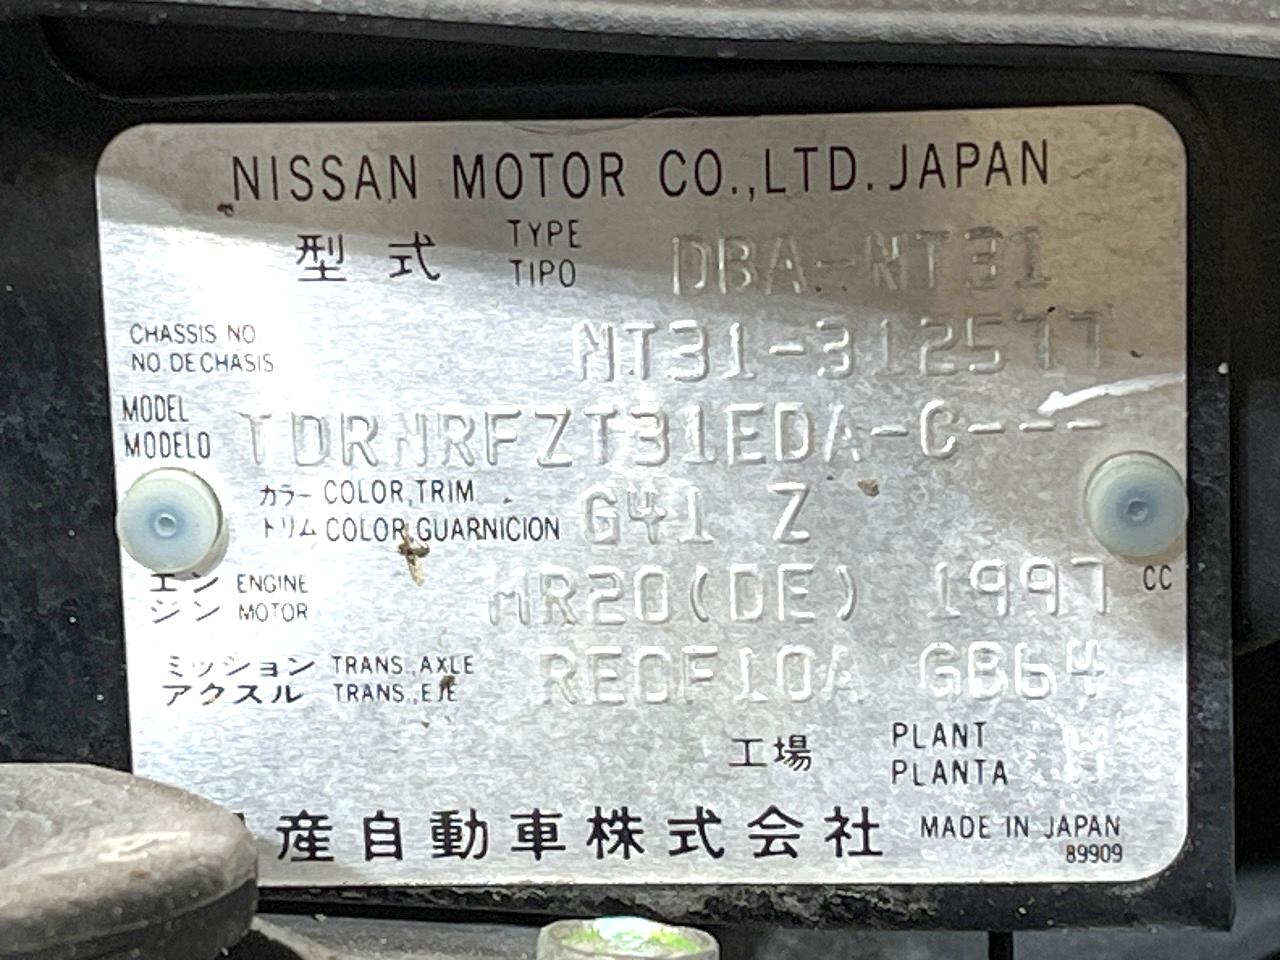 NISSAN MOTOR CO.,LTD. JAPAN
型式 TYPE TIPO DBA-NT31
CHASSIS NO NO.DE CHASIS NT31-312577
MODEL MODELO TDRNRFZT31EDA-C---
カラー COLOR,TRIM G41 Z
トリム COLOR,GUARNICION
エンジン ENGINE MOTOR MR20(DE) 1997 CC
ミッション TRANS.,AXLE RE0F10A GB64
アクスル TRANS.,EJE
工場 PLANT PLANTA
産自動車株式会社 MADE IN JAPAN
89909